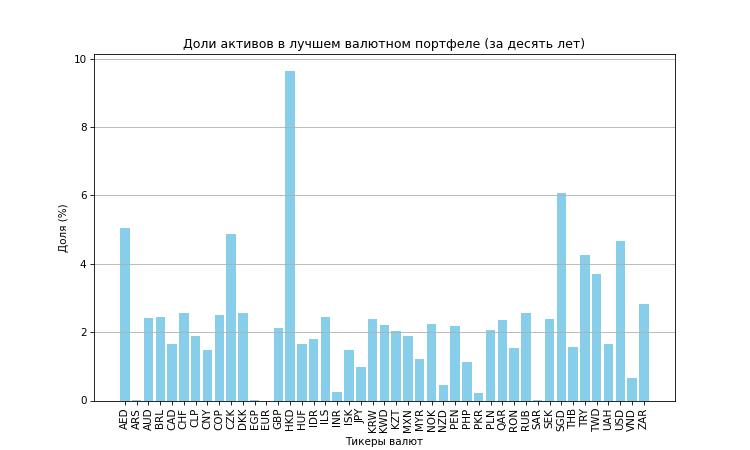 Доли активов в лучшем валютном портфеле (за десять лет)
Доля (%)
10
8
6
4
2
0
AED ARS AUD BRL CAD CHF CLP CNY COP CZK DKK EGP EUR GBP HKD HUF IDR ILS INR ISK JPY KRW KWD KZT MXN MYR NOK NZD PEN PHP PKR PLN QAR RON RUB SAR SEK SGD THB TRY TWD UAH USD VND ZAR
Тикеры валют